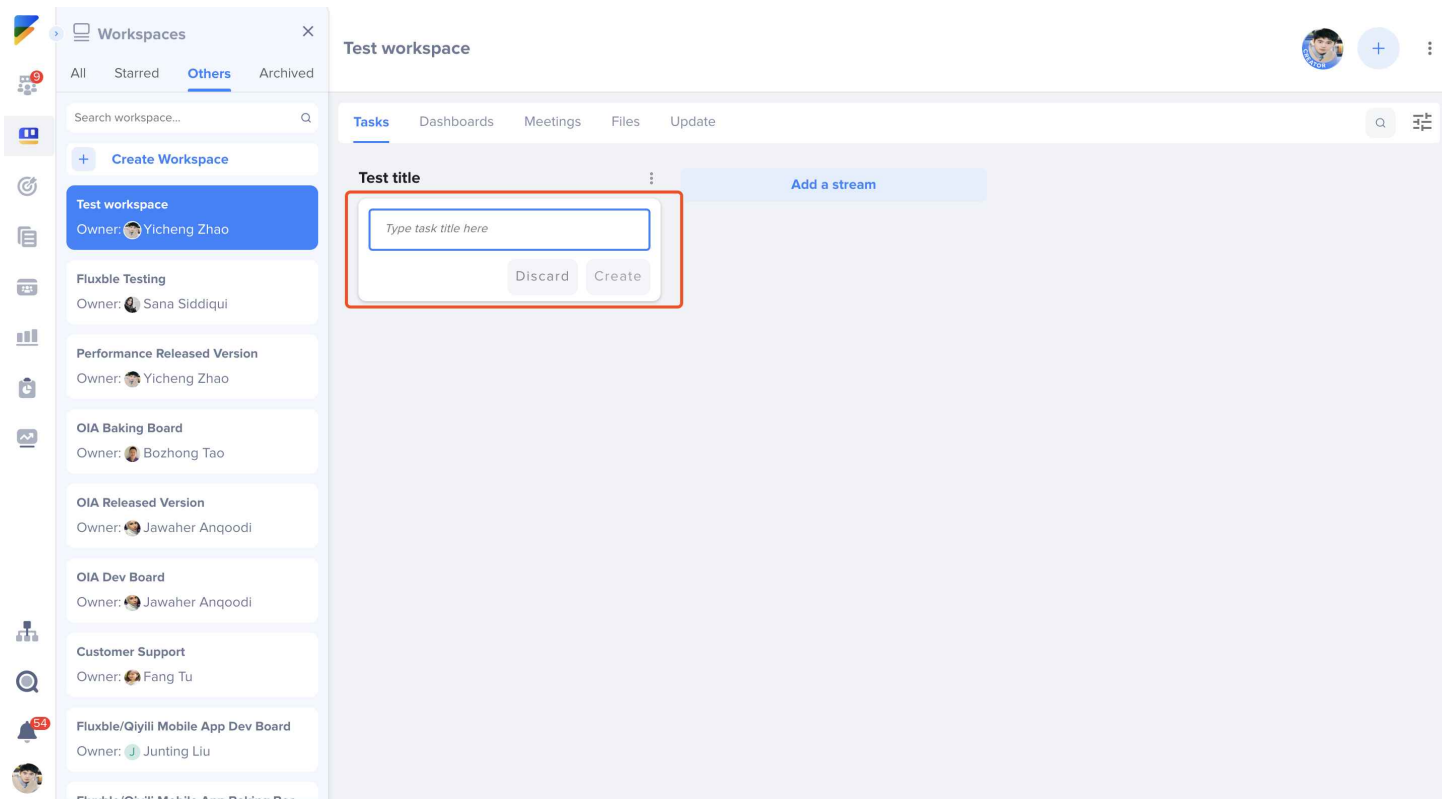 Workspaces
All Starred Others Archived
Search workspace...
+ Create Workspace
Test workspace
Owner: Yicheng Zhao
Fluxble Testing
Owner: Sana Siddiqui
Performance Released Version
Owner: Yicheng Zhao
OIA Baking Board
Owner: Bozhong Tao
OIA Released Version
Owner: Jawaher Anqoodi
OIA Dev Board
Owner: Jawaher Anqoodi
Customer Support
Owner: Fang Tu
Fluxble/Qiyili Mobile App Dev Board
Owner: J Junting Liu
9
54
Test workspace
CREATOR
+
Tasks Dashboards Meetings Files Update
Test title
Add a stream
Type task title here
Discard Create